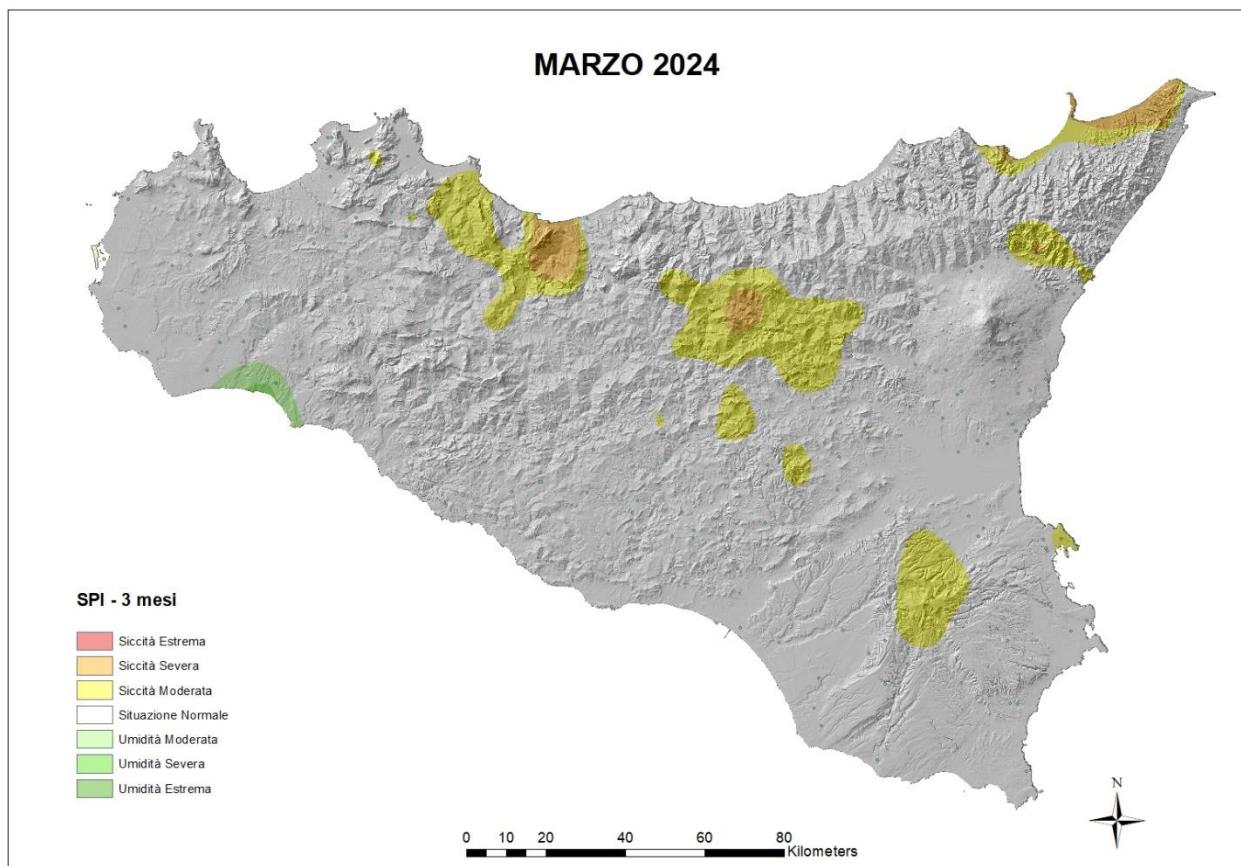 MARZO 2024
SPI - 3 mesi
Siccità Estrema
Siccità Severa
Siccità Moderata
Situazione Normale
Umidità Moderata
Umidità Severa
Umidità Estrema
N
0 10 20 40 60 80
Kilometers